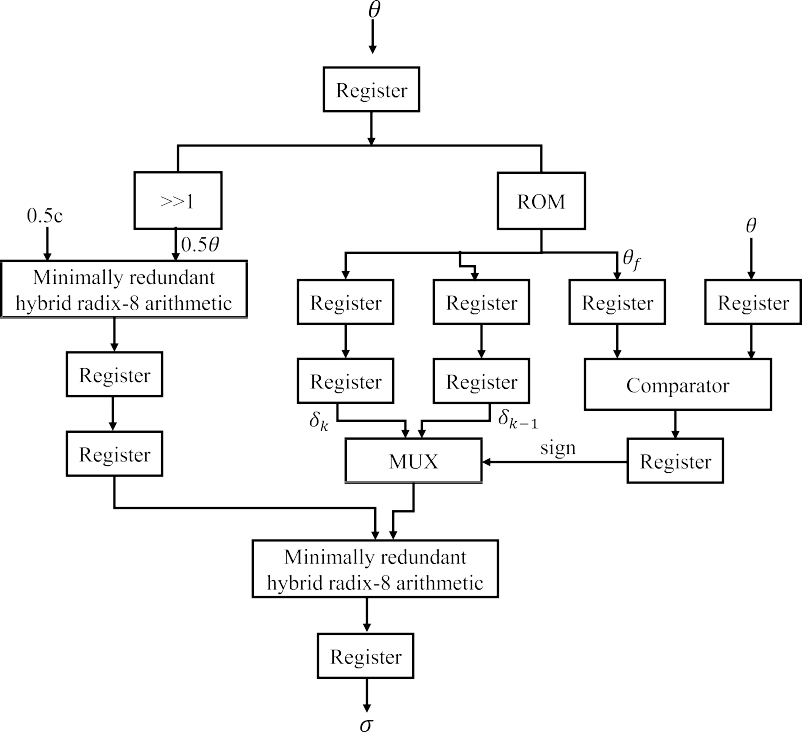 θ
Register
>>1
ROM
0.5c
0.5θ
θ_f
θ
Minimally redundant
hybrid radix-8 arithmetic
Register
Register
Register
Register
Register
Register
Register
Comparator
δ_k
δ_{k−1}
Register
MUX
sign
Register
Minimally redundant
hybrid radix-8 arithmetic
Register
σ